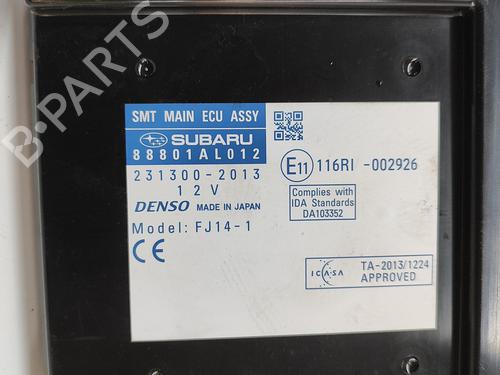 B-PARTS
SMT MAIN ECU ASSY
SUBARU
88801AL012
231300-2013
12V
DENSO MADE IN JAPAN
Model: FJ14-1
CE
E11 116RI -002926
Complies with
IDA Standards
DA103352
ICASA
TA-2013/1224
APPROVED